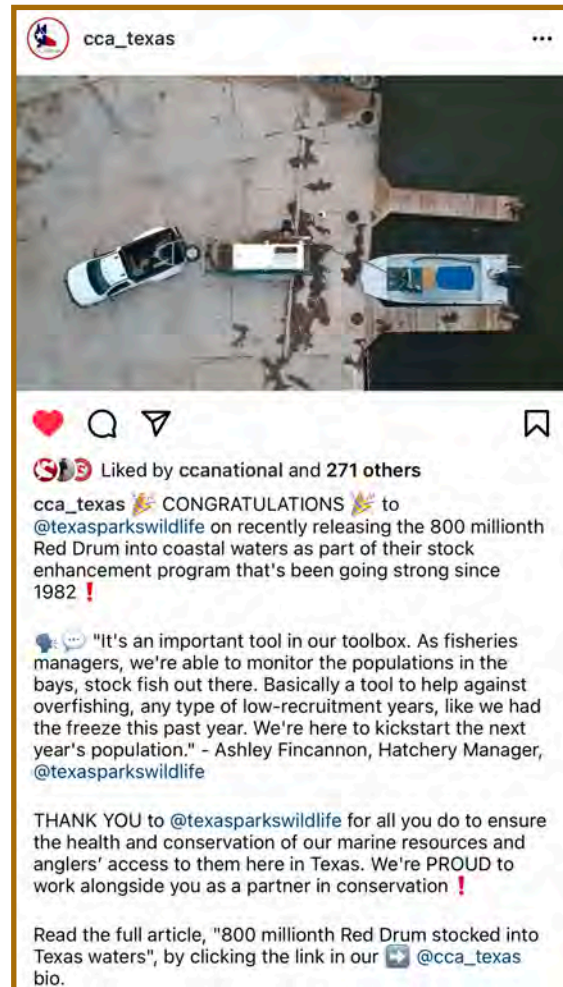 cca_texas
Liked by ccanational and 271 others
cca_texas 🎉 CONGRATULATIONS 🎉 to
@texasparkswildlife on recently releasing the 800 millionth
Red Drum into coastal waters as part of their stock
enhancement program that's been going strong since
1982❗
🗣️💬 "It's an important tool in our toolbox. As fisheries
managers, we're able to monitor the populations in the
bays, stock fish out there. Basically a tool to help against
overfishing, any type of low-recruitment years, like we had
the freeze this past year. We're here to kickstart the next
year's population." - Ashley Fincannon, Hatchery Manager,
@texasparkswildlife
THANK YOU to @texasparkswildlife for all you do to ensure
the health and conservation of our marine resources and
anglers' access to them here in Texas. We're PROUD to
work alongside you as a partner in conservation❗
Read the full article, "800 millionth Red Drum stocked into
Texas waters", by clicking the link in our ➡️ @cca_texas
bio.